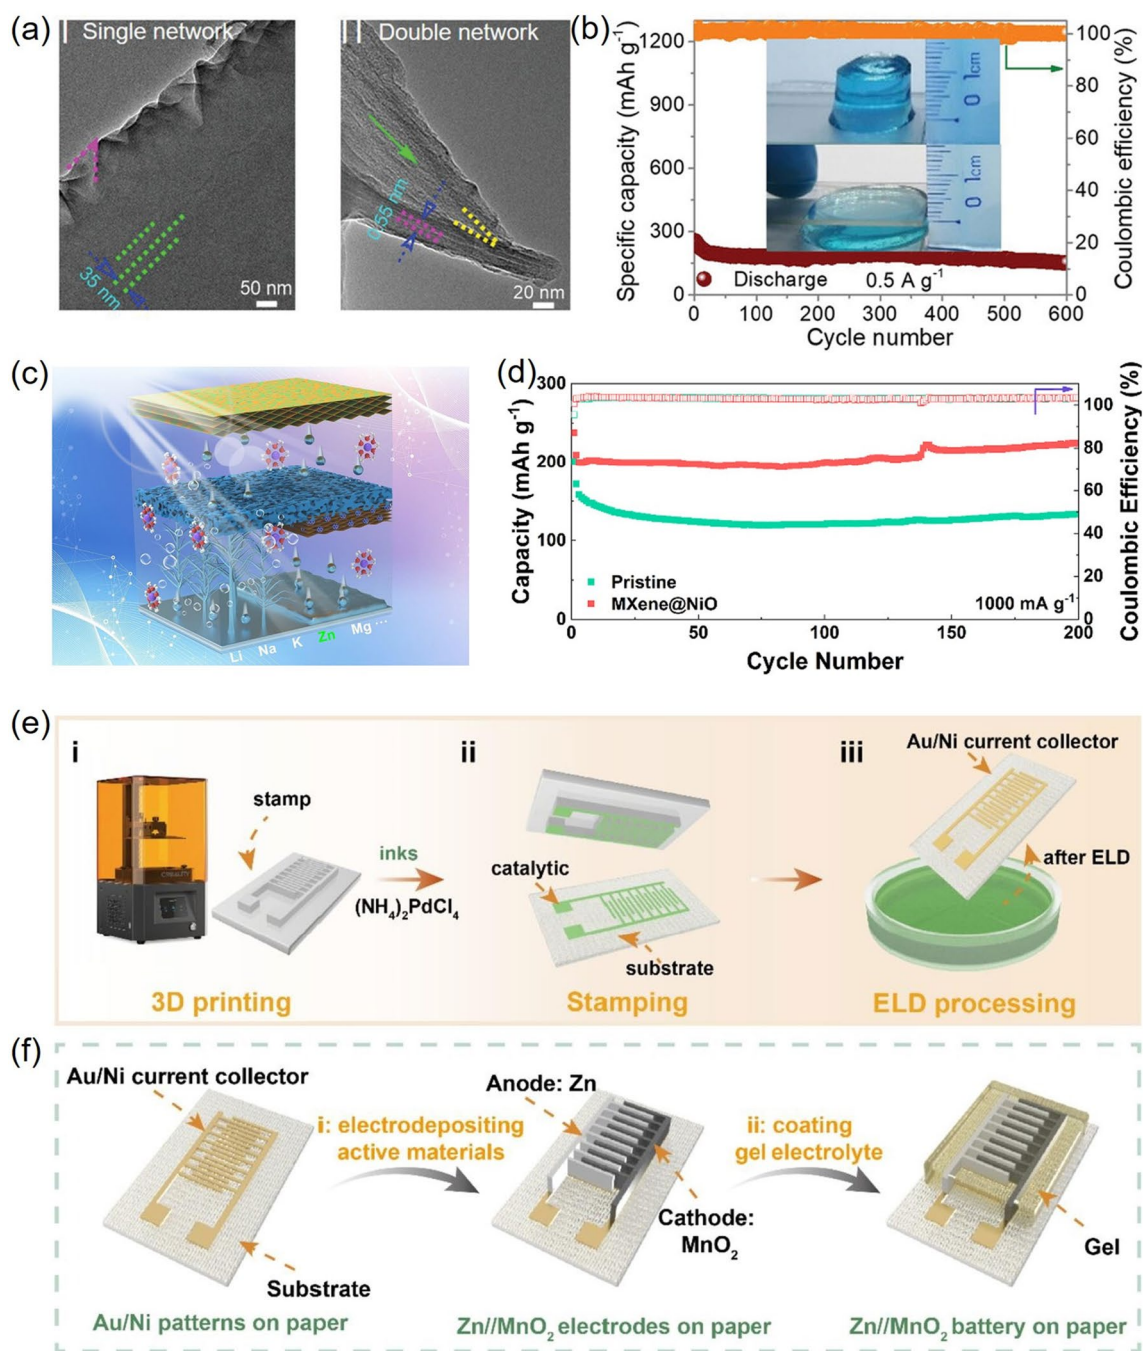 (a)
I Single network
35 nm
50 nm
II Double network
0.55 nm
20 nm
(b)
Specific capacity (mAh g⁻¹)
1200
900
600
300
0
0 1cm
0 1cm
Discharge 0.5 A g⁻¹
0 100 200 300 400 500 600
Cycle number
100
80
60
40
20
0
Coulombic efficiency (%)
(c)
Li Na K Zn Mg ...
(d)
Capacity (mAh g⁻¹)
300
200
100
0
Pristine
MXene@NiO
1000 mA g⁻¹
0 50 100 150 200
Cycle Number
100
80
60
40
20
0
Coulombic Efficiency (%)
(e)
i
stamp
inks
(NH₄)₂PdCl₄
3D printing
ii
catalytic
substrate
Stamping
iii
Au/Ni current collector
after ELD
ELD processing
(f)
Au/Ni current collector
Substrate
Au/Ni patterns on paper
i: electrodepositing
active materials
Anode: Zn
Cathode:
MnO₂
Zn//MnO₂ electrodes on paper
ii: coating
gel electrolyte
Gel
Zn//MnO₂ battery on paper